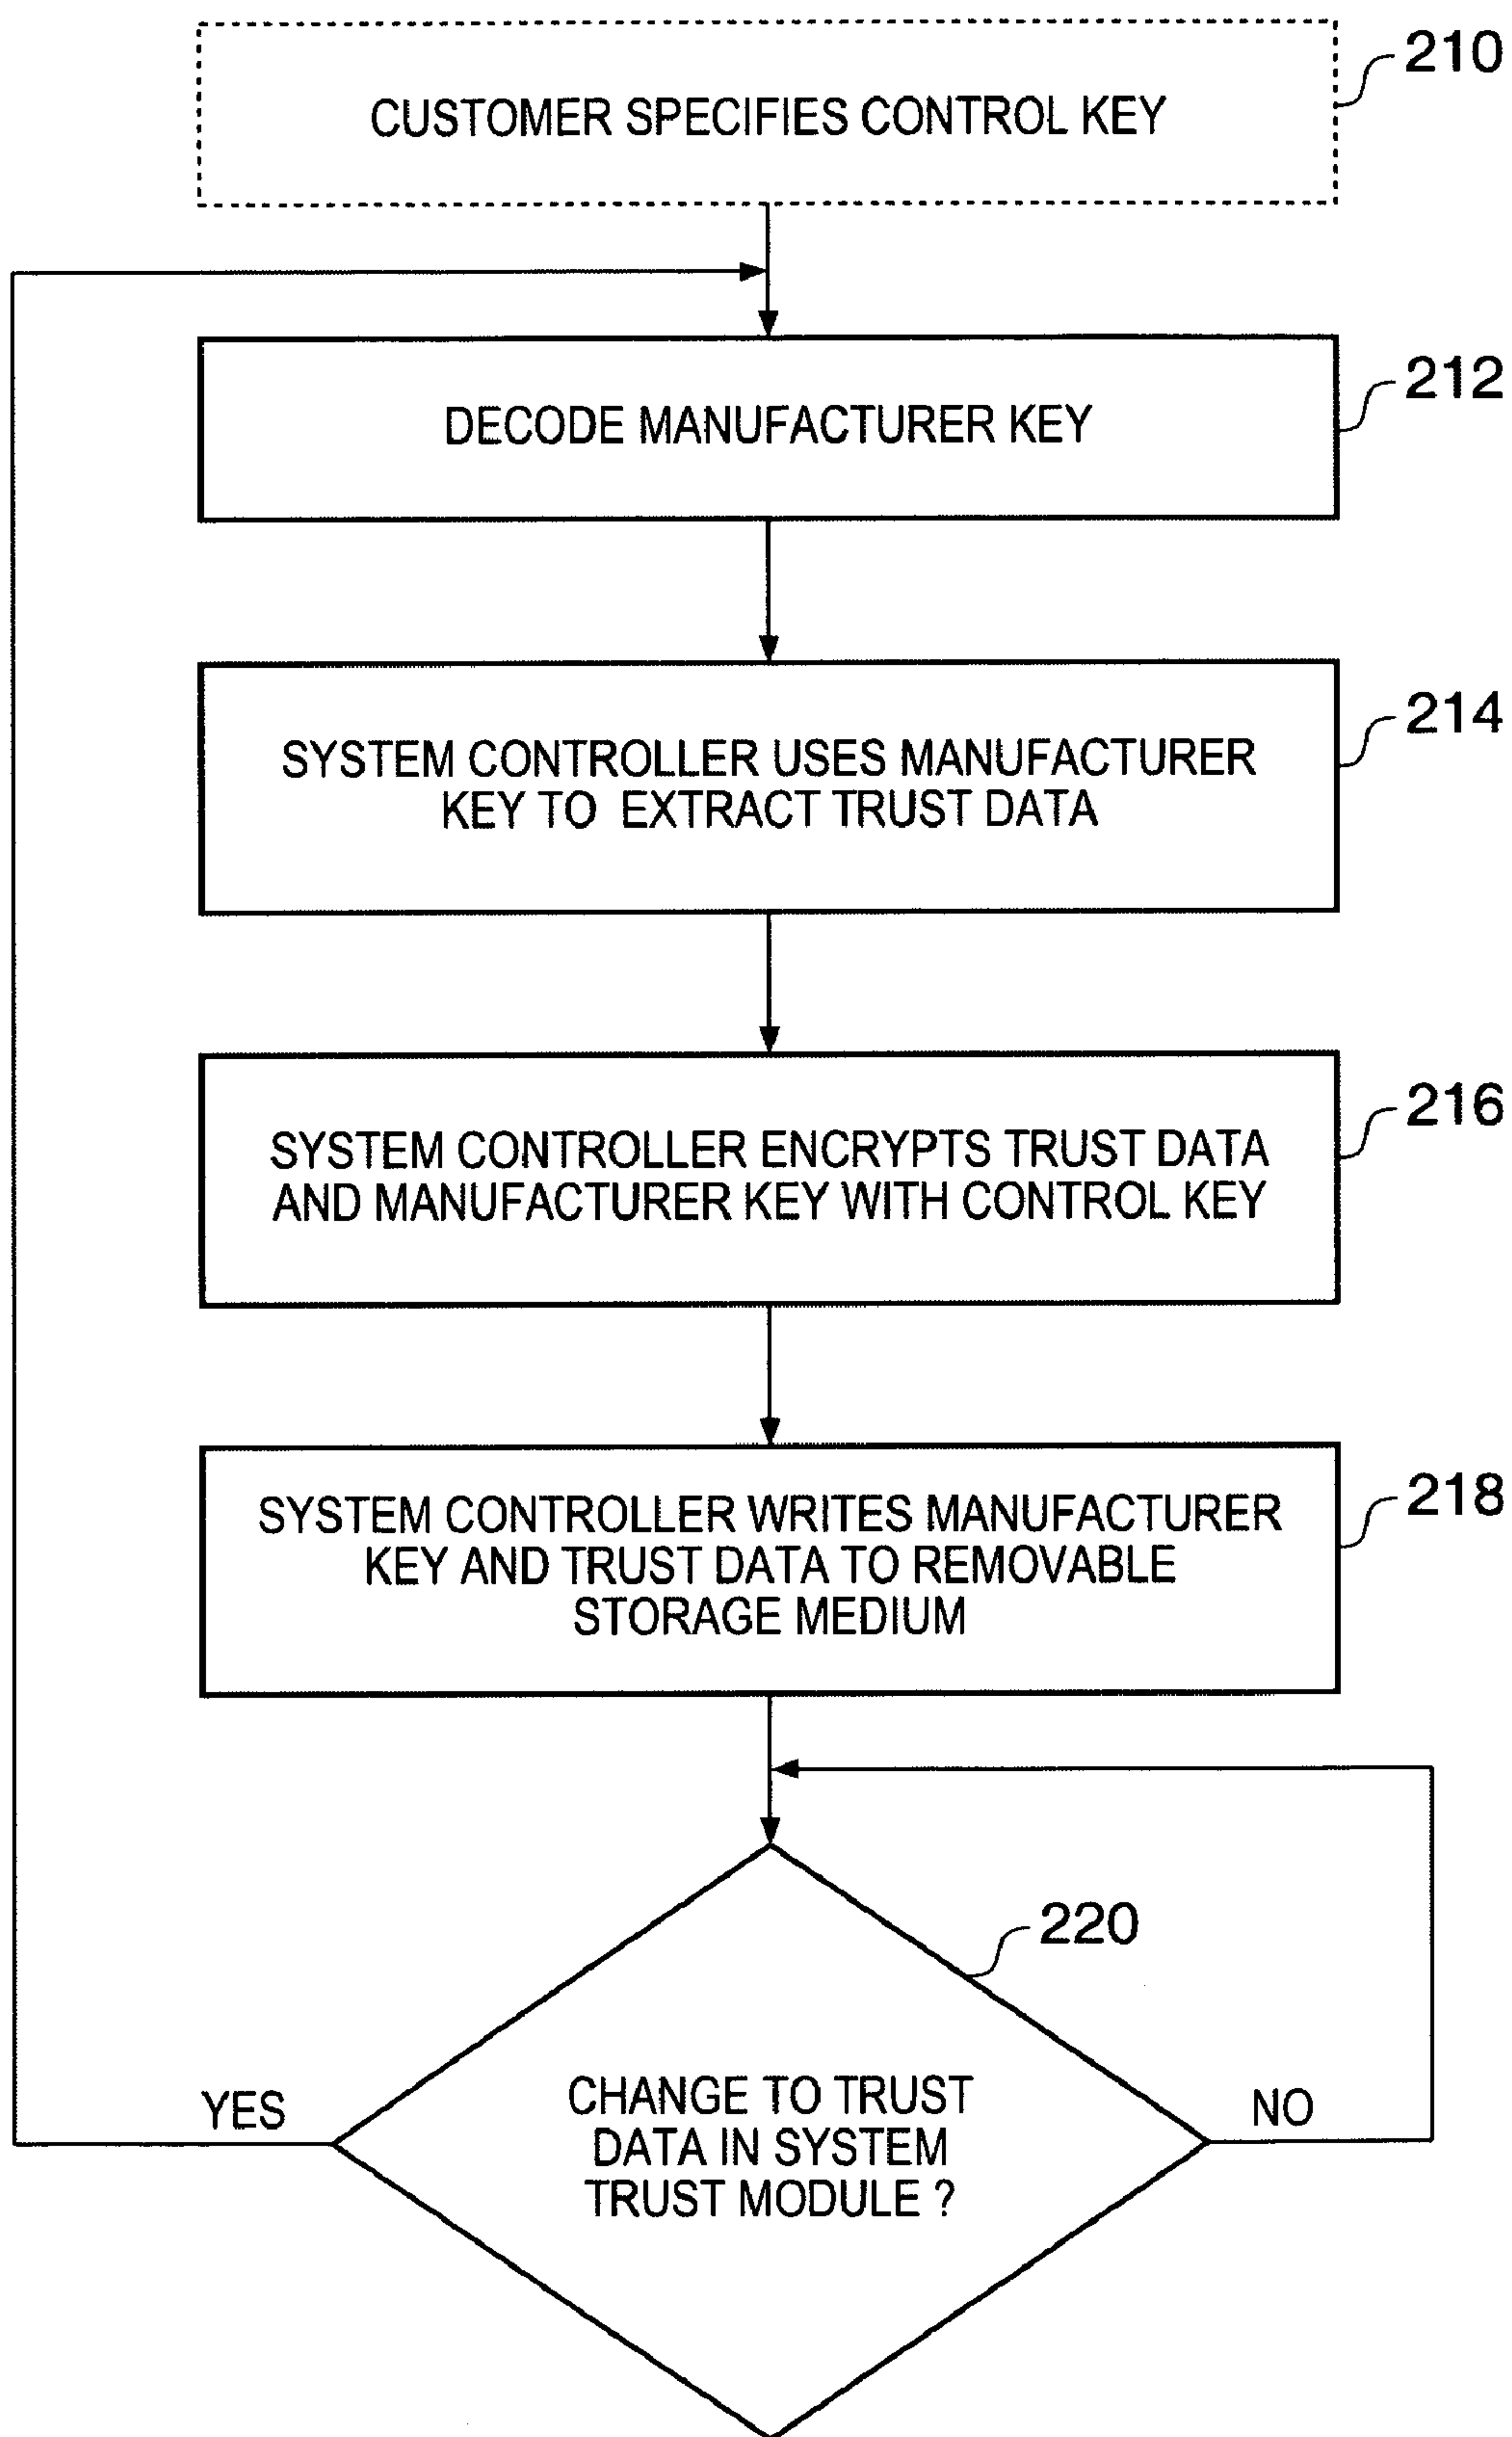 210
CUSTOMER SPECIFIES CONTROL KEY
212
DECODE MANUFACTURER KEY
214
SYSTEM CONTROLLER USES MANUFACTURER
KEY TO EXTRACT TRUST DATA
216
SYSTEM CONTROLLER ENCRYPTS TRUST DATA
AND MANUFACTURER KEY WITH CONTROL KEY
218
SYSTEM CONTROLLER WRITES MANUFACTURER
KEY AND TRUST DATA TO REMOVABLE
STORAGE MEDIUM
220
YES
CHANGE TO TRUST
DATA IN SYSTEM
TRUST MODULE ?
NO